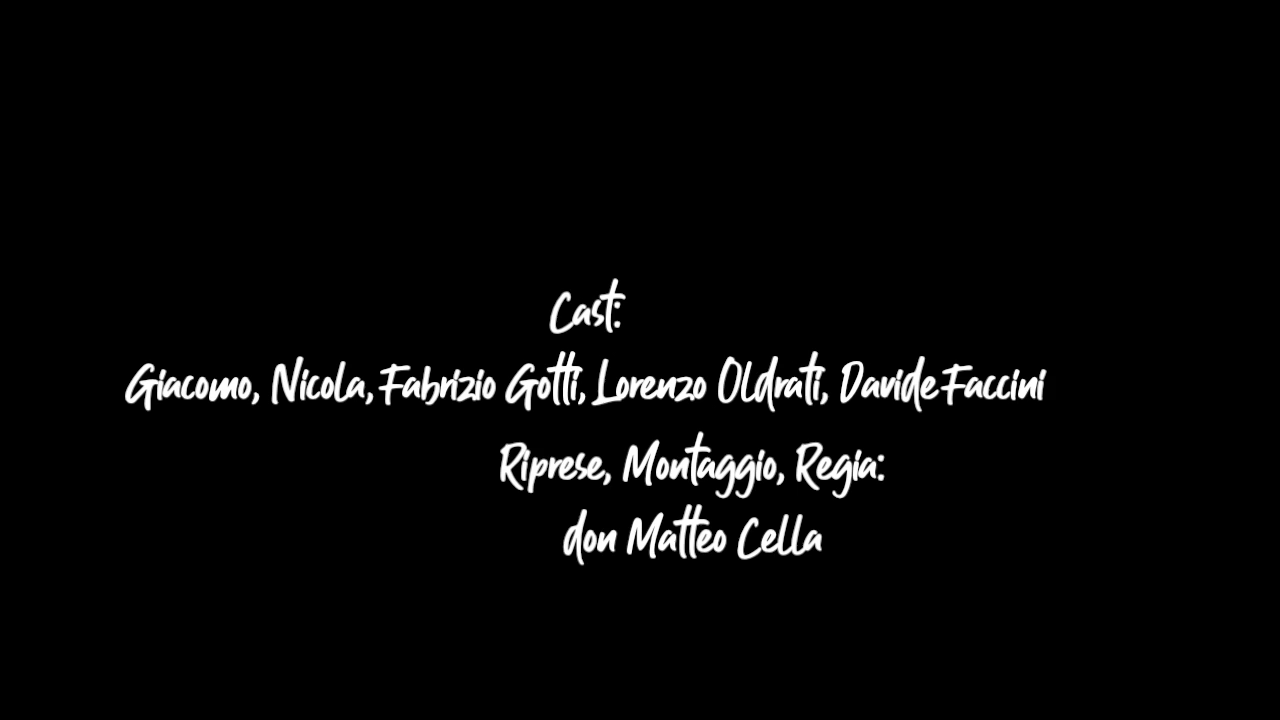 Cast:
Giacomo, Nicola, Fabrizio Gotti, Lorenzo Oldrati, Davide Faccini
Riprese, Montaggio, Regia:
don Matteo Cella